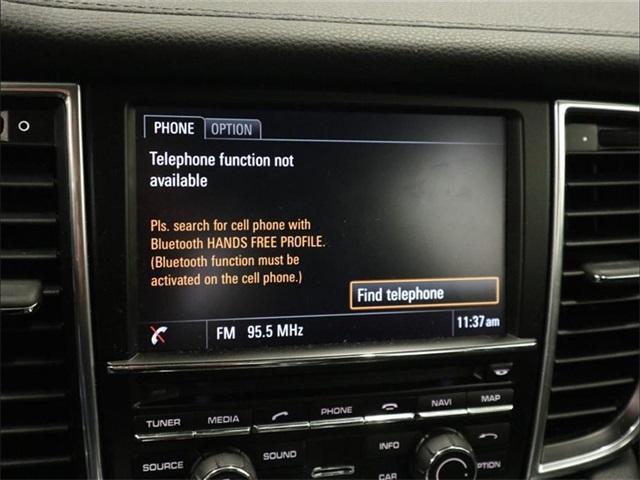 PHONE OPTION
Telephone function not
available
Pls. search for cell phone with
Bluetooth HANDS FREE PROFILE.
(Bluetooth function must be
activated on the cell phone.)
Find telephone
FM 95.5 MHz 11:37 am
TUNER MEDIA PHONE NAVI MAP
SOURCE SOUND INFO CAR OPTION